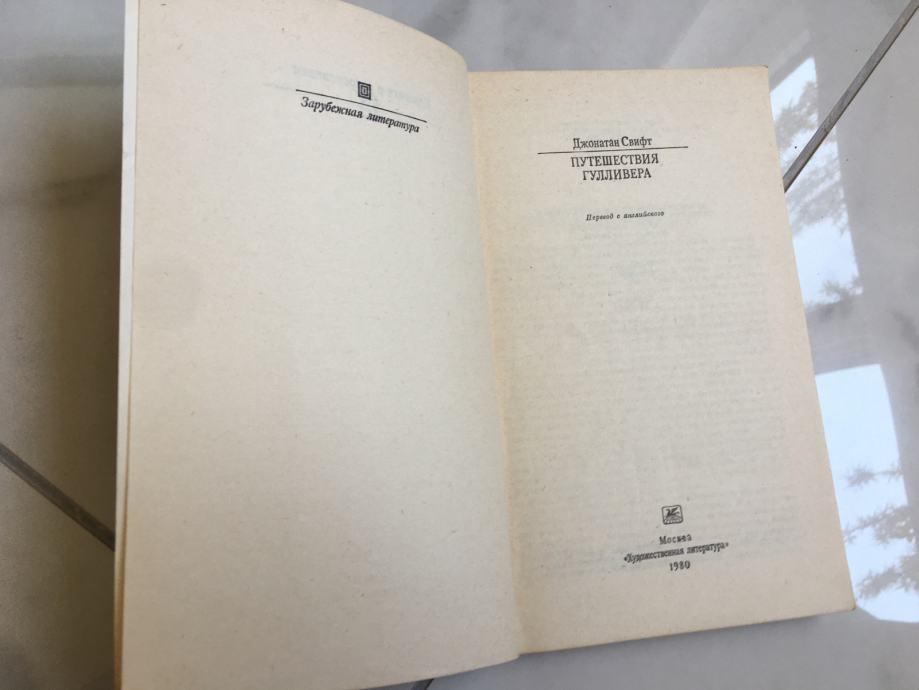 Зарубежная литература
Джонатан Свифт
ПУТЕШЕСТВИЯ
ГУЛЛИВЕРА
Перевод с английского
Москва
«Художественная литература»
1980